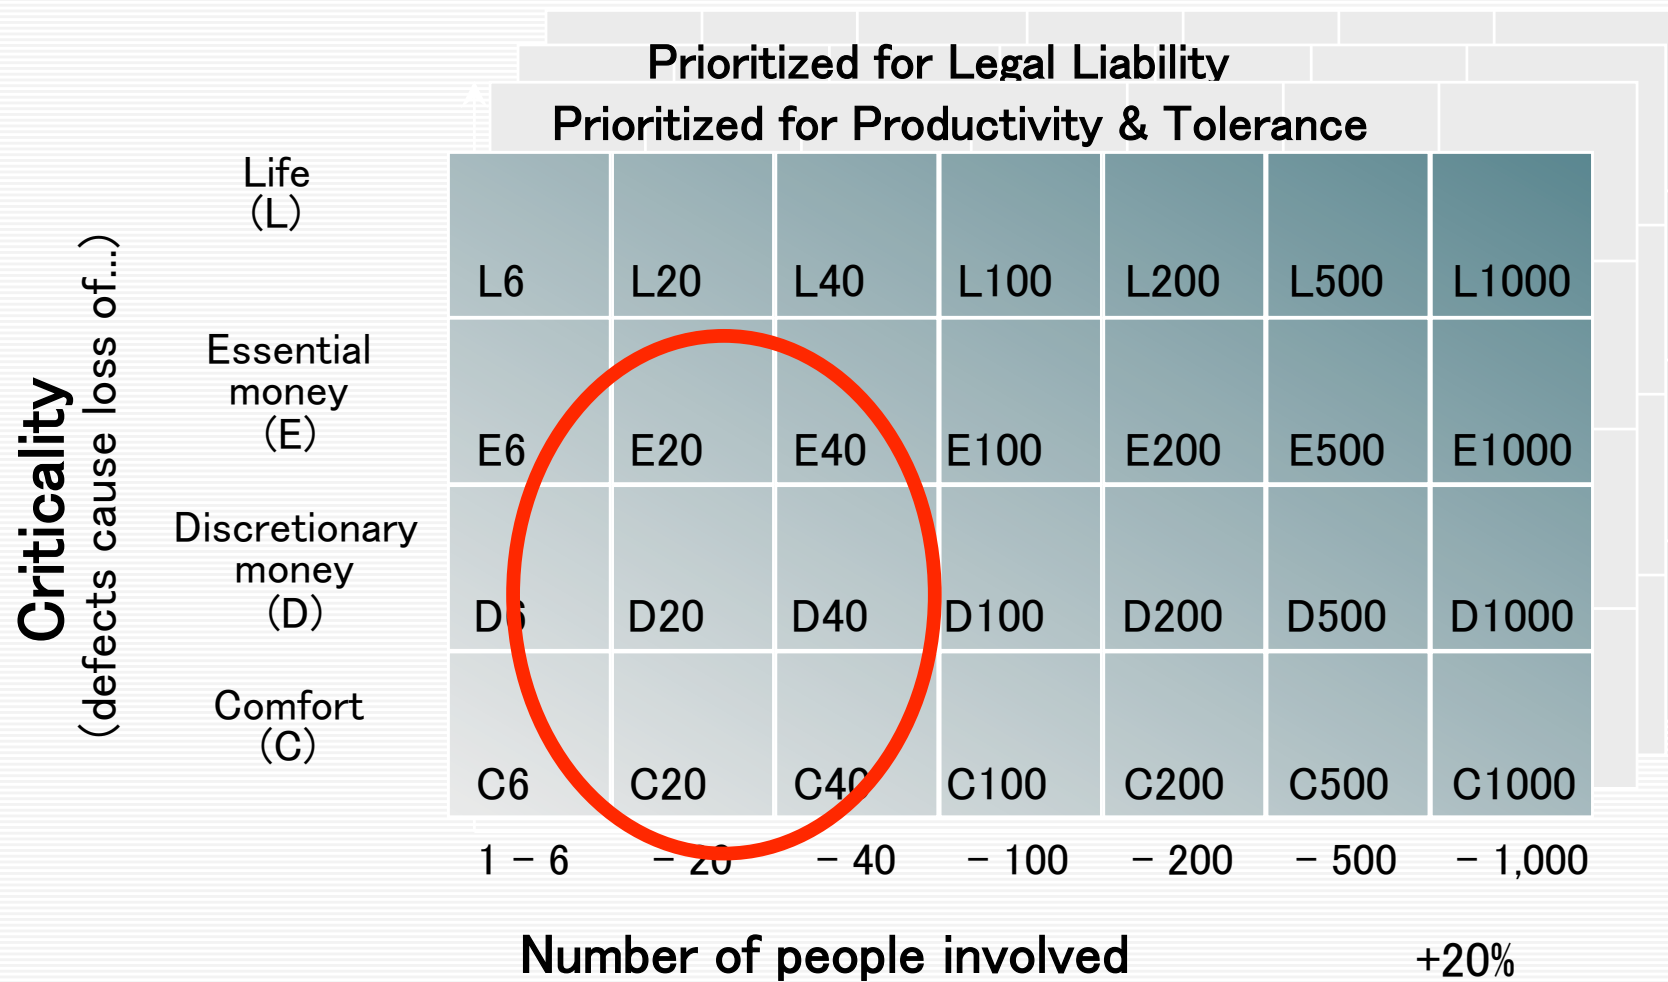 Prioritized for Legal Liability
Prioritized for Productivity & Tolerance
Criticality
(defects cause loss of...)
Life
(L)
L6 L20 L40 L100 L200 L500 L1000
Essential
money
(E)
E6 E20 E40 E100 E200 E500 E1000
Discretionary
money
(D)
D6 D20 D40 D100 D200 D500 D1000
Comfort
(C)
C6 C20 C40 C100 C200 C500 C1000
1 - 6 - 20 - 40 - 100 - 200 - 500 - 1,000
Number of people involved
+20%